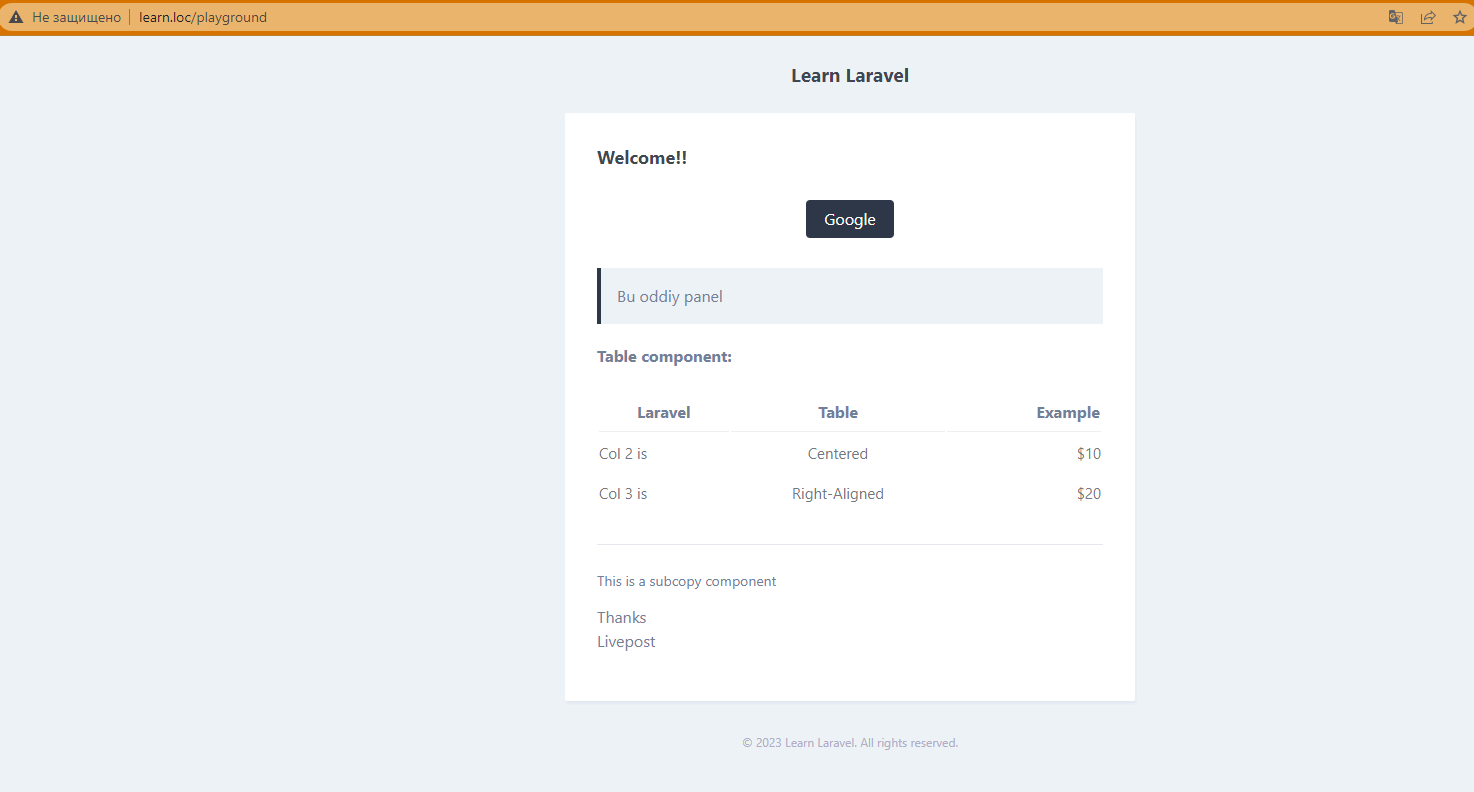 Не защищено learn.loc/playground
Learn Laravel
Welcome!!
Google
Bu oddiy panel
Table component:
Laravel Table Example
Col 2 is Centered $10
Col 3 is Right-Aligned $20
This is a subcopy component
Thanks
Livepost
© 2023 Learn Laravel. All rights reserved.